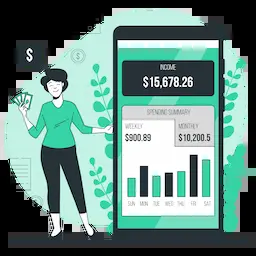 $
INCOME
$15,678.26
SPENDING SUMMARY
WEEKLY
$900.89
MONTHLY
$10,200.5
SUN MON TUE WED THU FRI SAT